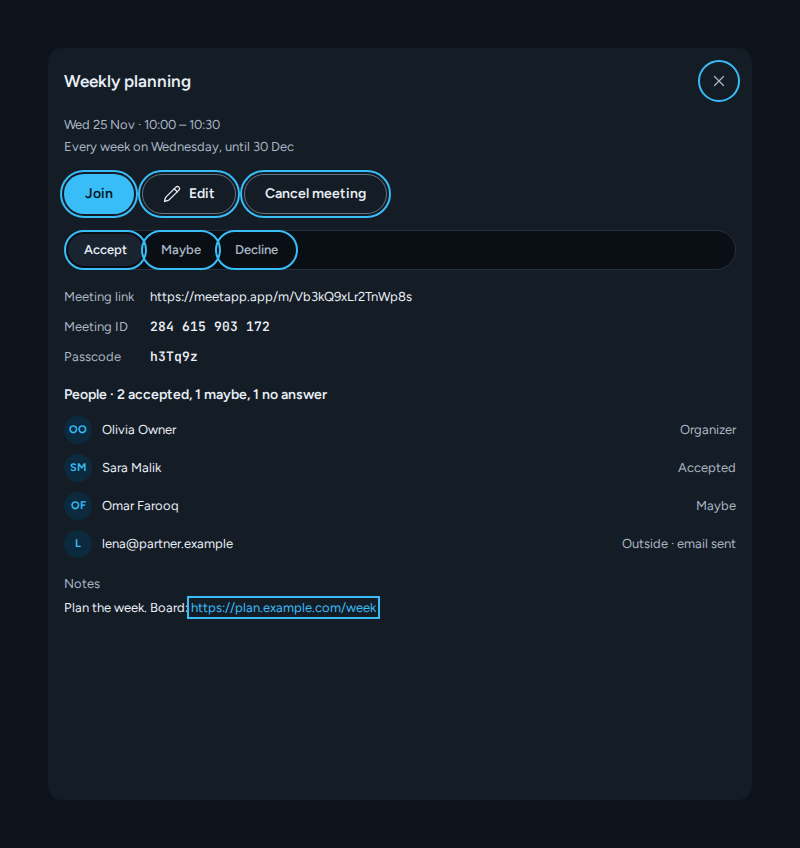 Weekly planning
Wed 25 Nov · 10:00 – 10:30
Every week on Wednesday, until 30 Dec
Join Edit Cancel meeting
Accept Maybe Decline
Meeting link https://meetapp.app/m/Vb3kQ9xLr2TnWp8s
Meeting ID 284 615 903 172
Passcode h3Tq9z
People · 2 accepted, 1 maybe, 1 no answer
OO Olivia Owner Organizer
SM Sara Malik Accepted
OF Omar Farooq Maybe
L lena@partner.example Outside · email sent
Notes
Plan the week. Board: https://plan.example.com/week